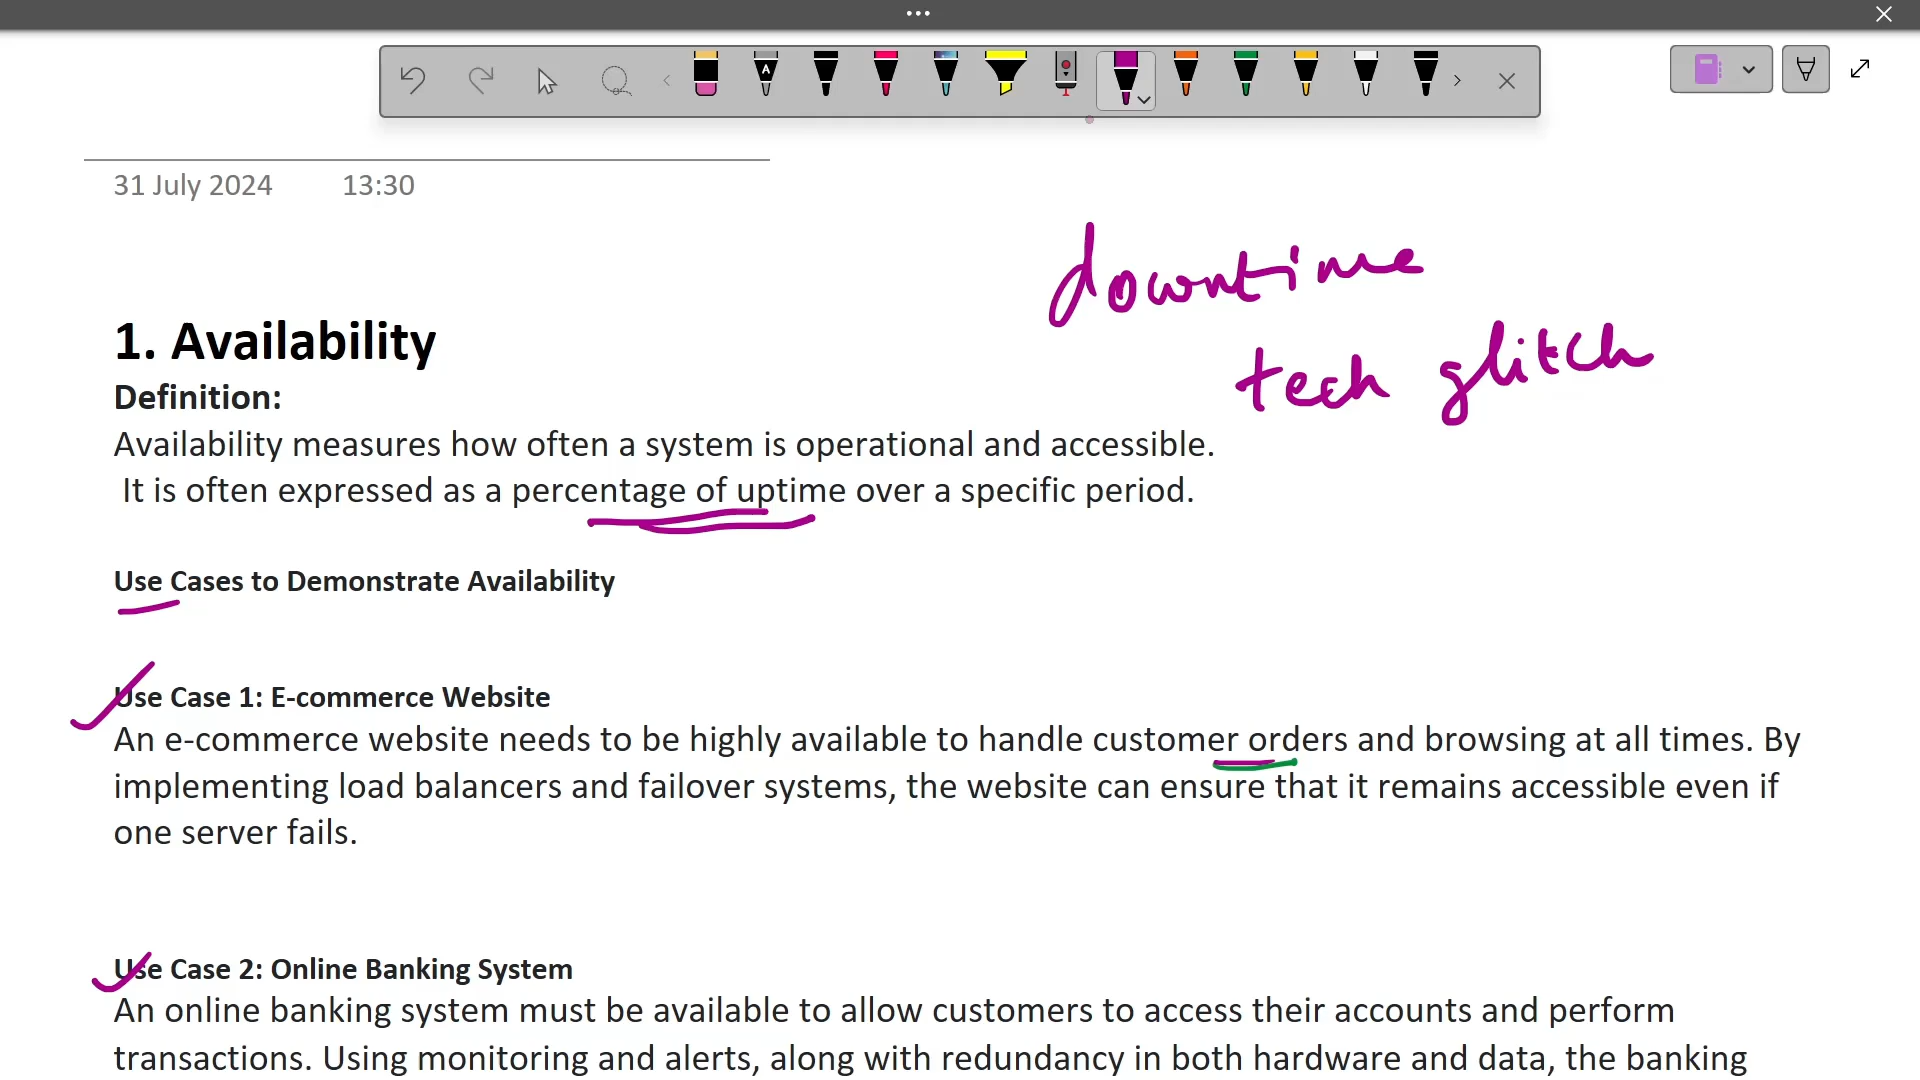 31 July 2024 13:30
downtime
tech glitch
1. Availability
Definition:
Availability measures how often a system is operational and accessible.
It is often expressed as a percentage of uptime over a specific period.
Use Cases to Demonstrate Availability
Use Case 1: E-commerce Website
An e-commerce website needs to be highly available to handle customer orders and browsing at all times. By
implementing load balancers and failover systems, the website can ensure that it remains accessible even if
one server fails.
Use Case 2: Online Banking System
An online banking system must be available to allow customers to access their accounts and perform
transactions. Using monitoring and alerts, along with redundancy in both hardware and data, the banking